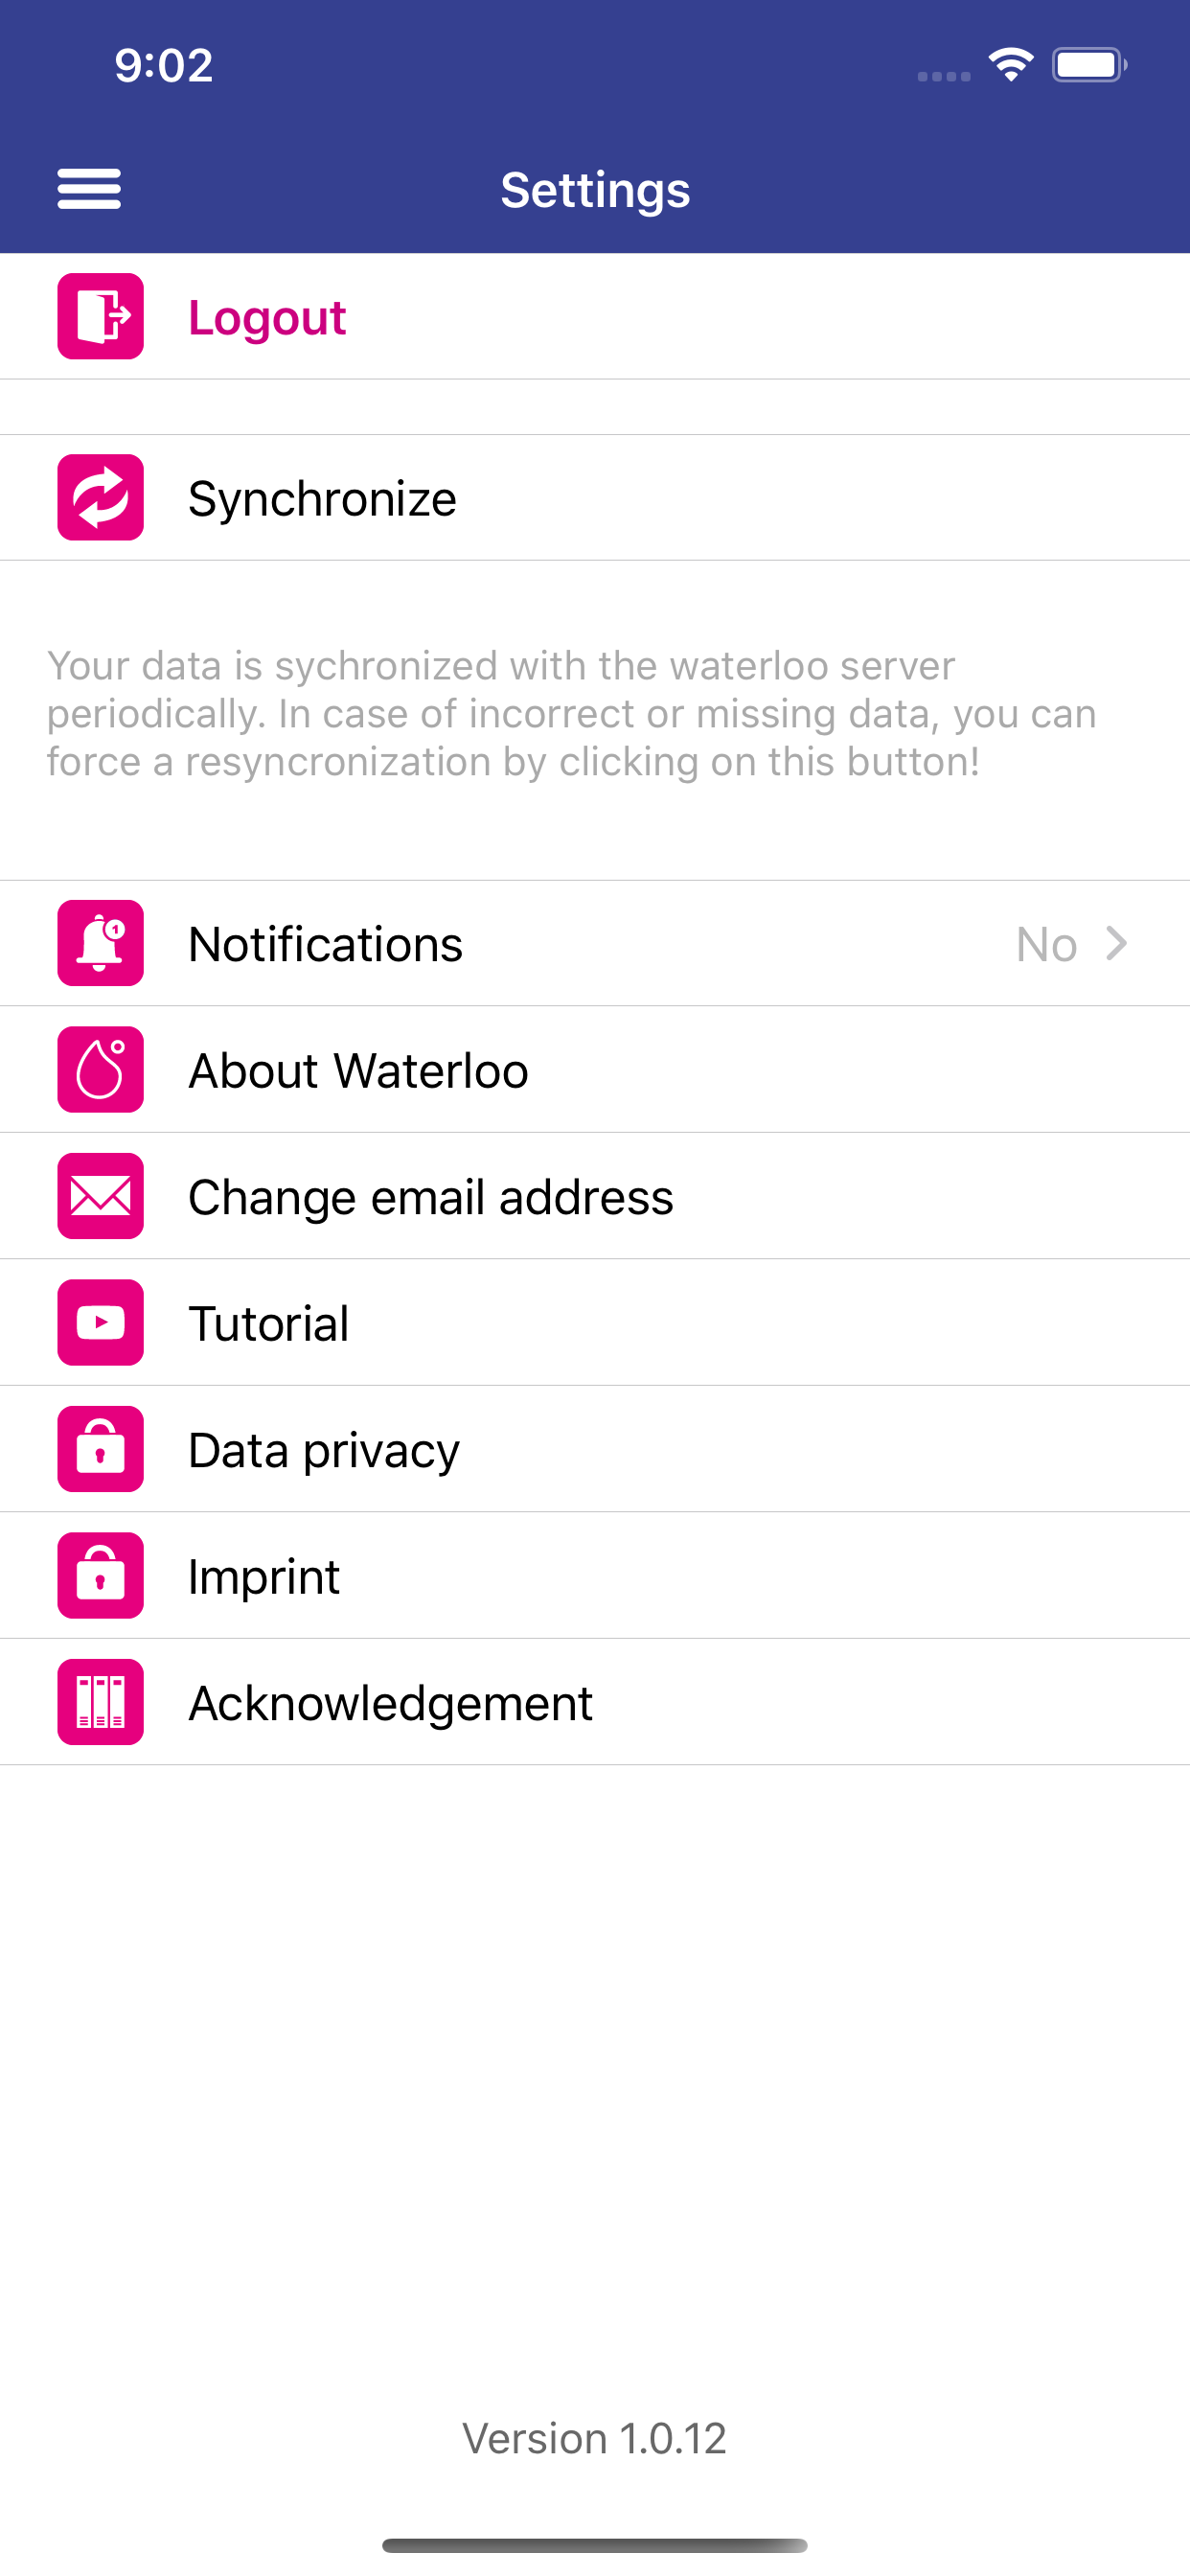 9:02
Settings
Logout
Synchronize
Your data is sychronized with the waterloo server
periodically. In case of incorrect or missing data, you can
force a resyncronization by clicking on this button!
1
Notifications
No
About Waterloo
Change email address
Tutorial
Data privacy
Imprint
Acknowledgement
Version 1.0.12